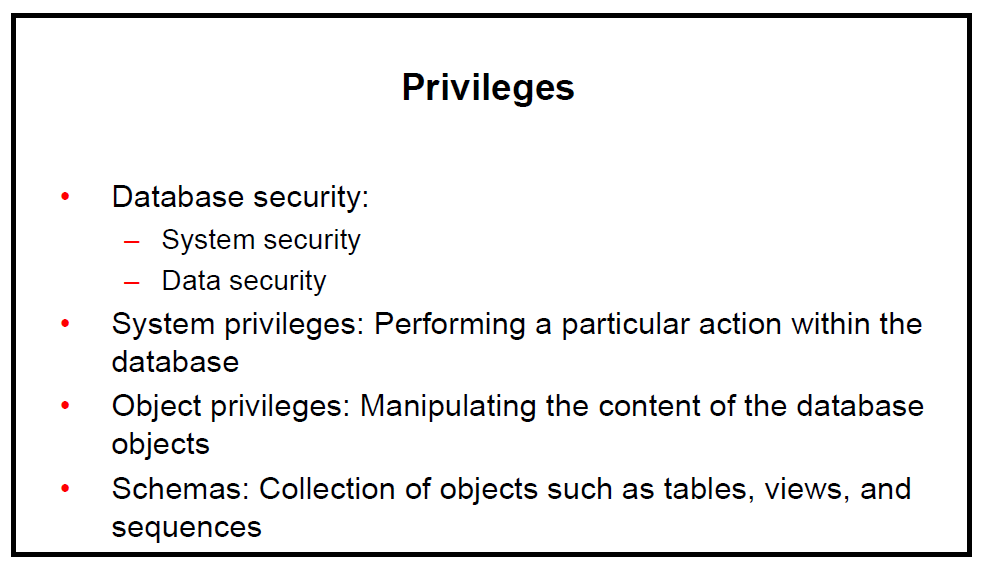 Privileges
• Database security:
– System security
– Data security
• System privileges: Performing a particular action within the
database
• Object privileges: Manipulating the content of the database
objects
• Schemas: Collection of objects such as tables, views, and
sequences